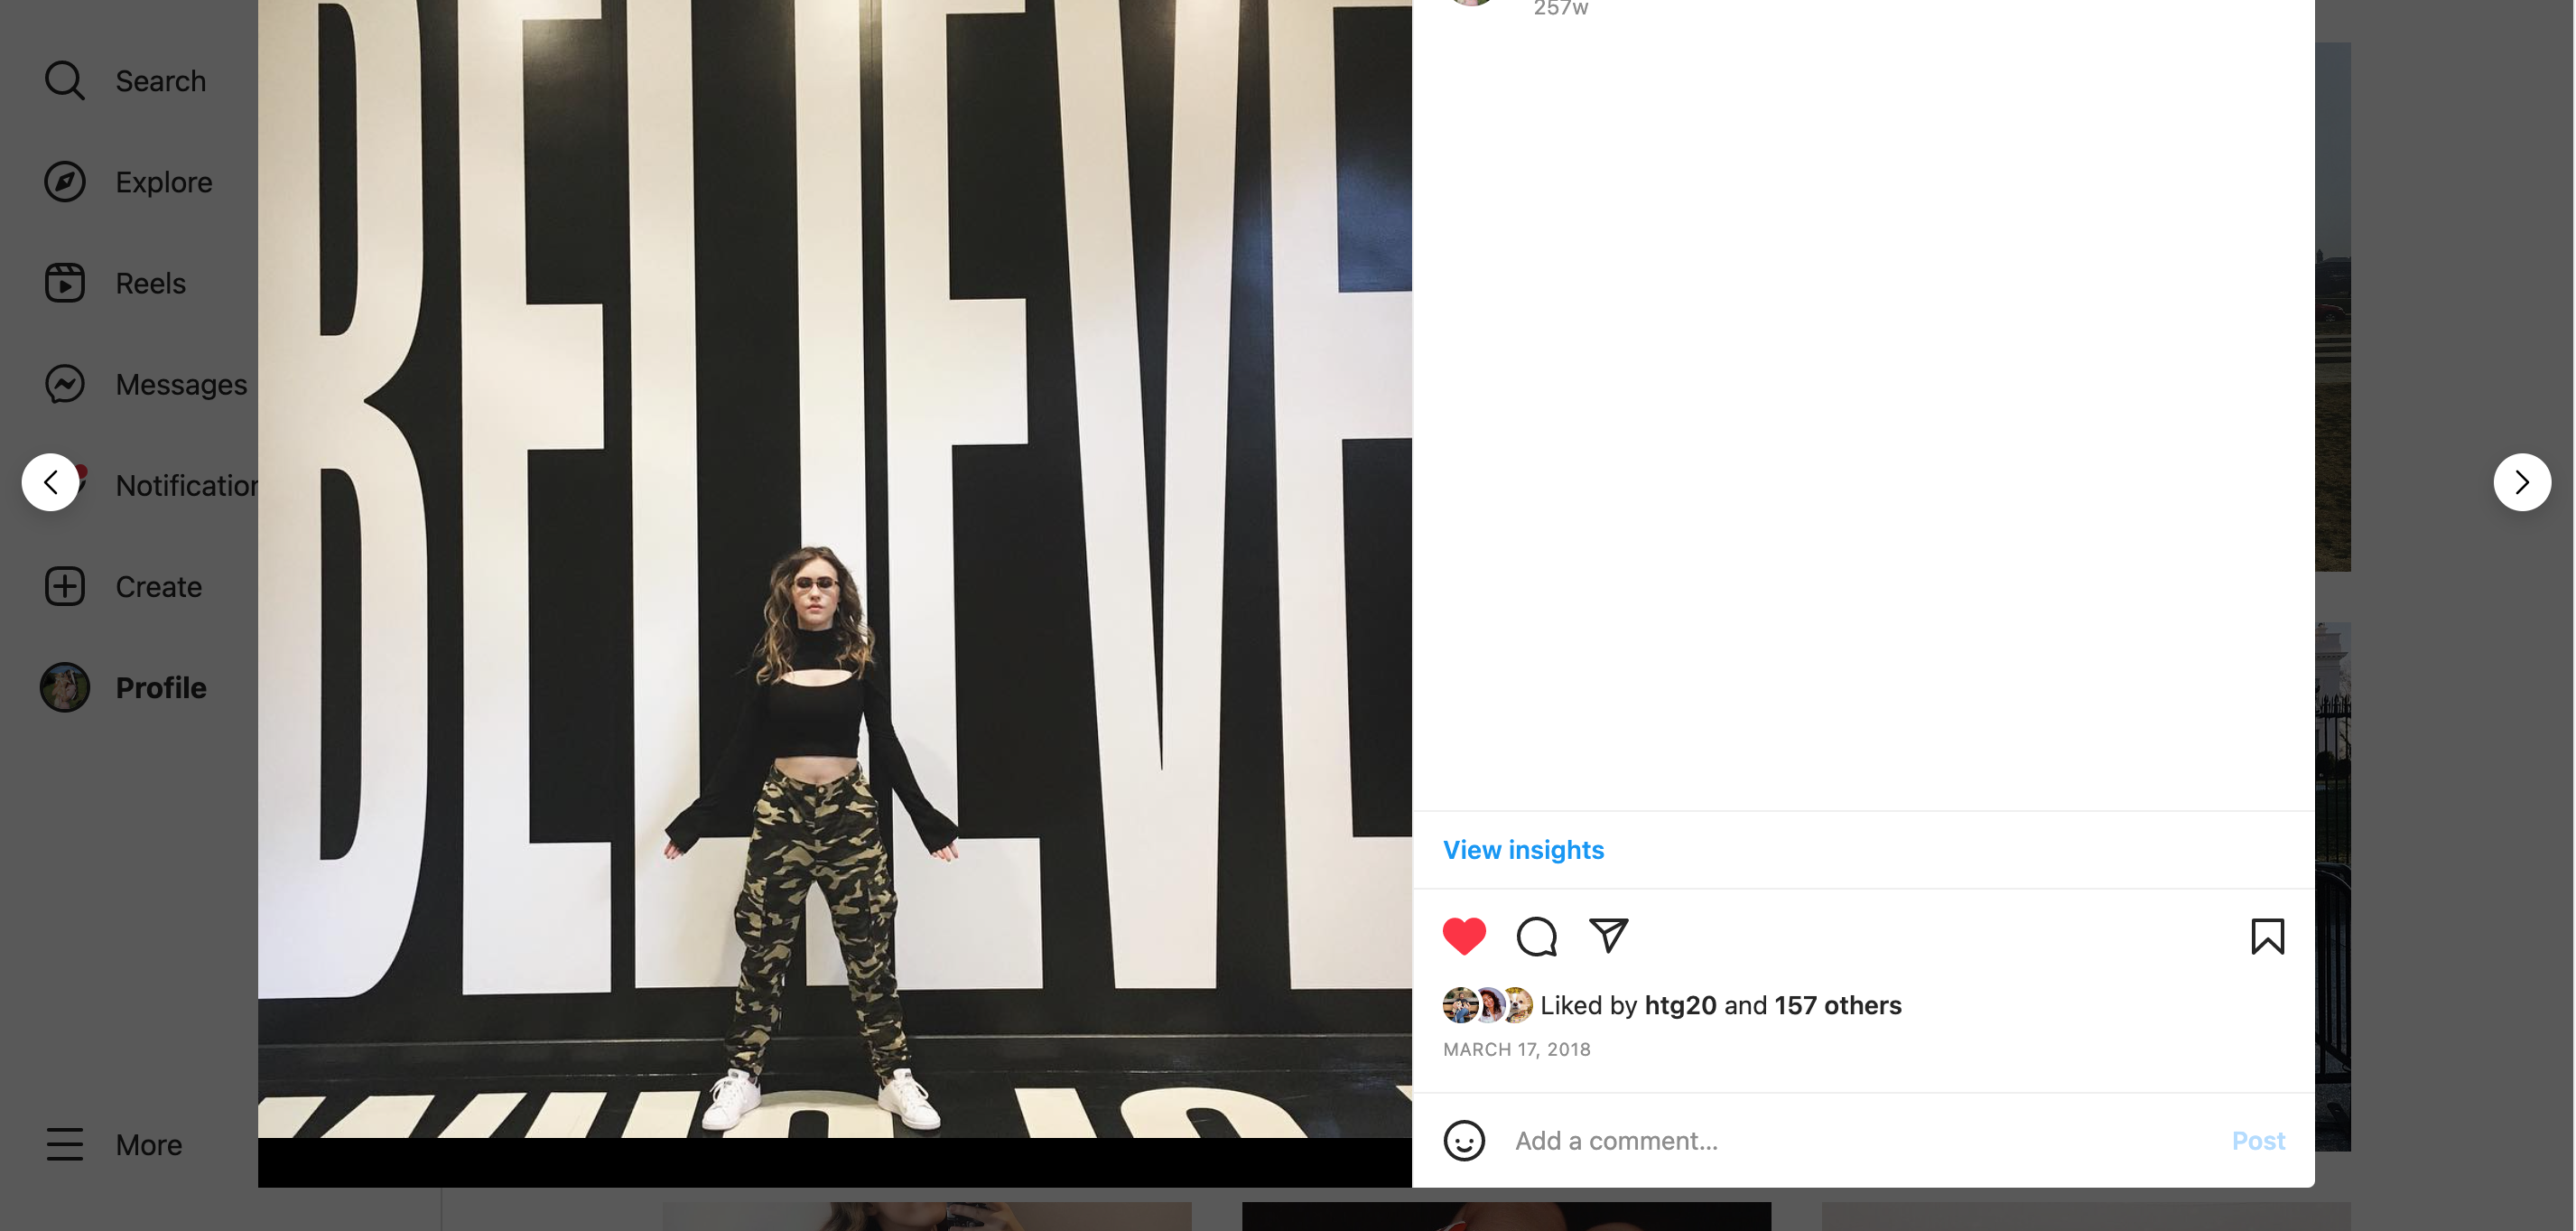 257w
Search
Explore
Reels
Messages
Notification
Create
Profile
More
BELIEVE
View insights
Liked by htg20 and 157 others
MARCH 17, 2018
Add a comment...
Post